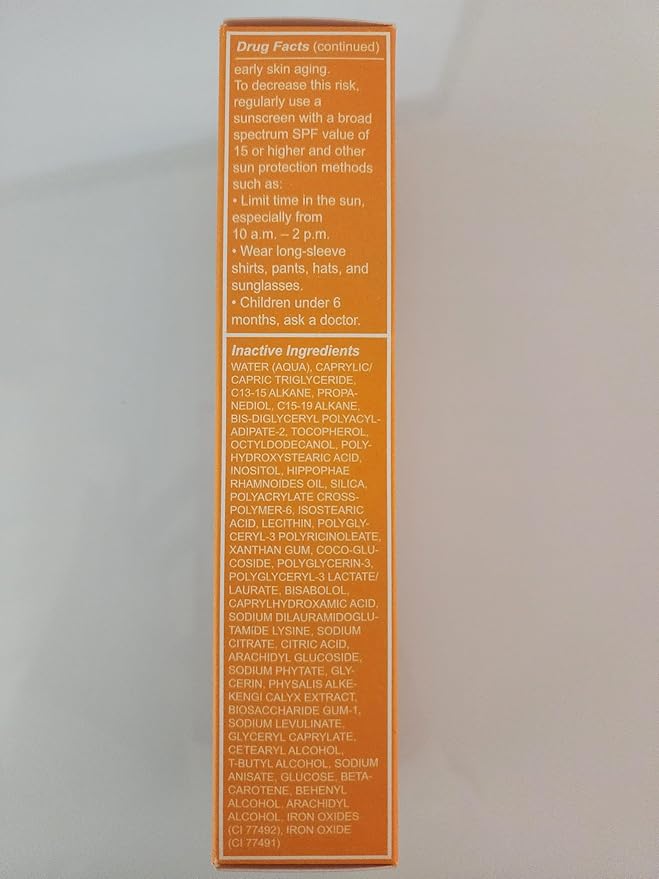 Drug Facts (continued)
early skin aging.
To decrease this risk,
regularly use a
sunscreen with a broad
spectrum SPF value of
15 or higher and other
sun protection methods
such as:
• Limit time in the sun,
especially from
10 a.m. – 2 p.m.
• Wear long-sleeve
shirts, pants, hats, and
sunglasses.
• Children under 6
months, ask a doctor.
Inactive Ingredients
WATER (AQUA), CAPRYLIC/
CAPRIC TRIGLYCERIDE,
C13-15 ALKANE, PROPA-
NEDIOL, C15-19 ALKANE,
BIS-DIGLYCERYL POLYACYL-
ADIPATE-2, TOCOPHEROL,
OCTYLDODECANOL, POLY-
HYDROXYSTEARIC ACID,
INOSITOL, HIPPOPHAE
RHAMNOIDES OIL, SILICA,
POLYACRYLATE CROSS-
POLYMER-6, ISOSTEARIC
ACID, LECITHIN, POLYGLY-
CERYL-3 POLYRICINOLEATE,
XANTHAN GUM, COCO-GLU-
COSIDE, POLYGLYCERIN-3,
POLYGLYCERYL-3 LACTATE/
LAURATE, BISABOLOL,
CAPRYLHYDROXAMIC ACID,
SODIUM DILAURAMIDOGLU-
TAMIDE LYSINE, SODIUM
CITRATE, CITRIC ACID,
ARACHIDYL GLUCOSIDE,
SODIUM PHYTATE, GLY-
CERIN, PHYSALIS ALKE-
KENGI CALYX EXTRACT,
BIOSACCHARIDE GUM-1,
SODIUM LEVULINATE,
GLYCERYL CAPRYLATE,
CETEARYL ALCOHOL,
T-BUTYL ALCOHOL, SODIUM
ANISATE, GLUCOSE, BETA-
CAROTENE, BEHENYL
ALCOHOL, ARACHIDYL
ALCOHOL, IRON OXIDES
(CI 77492), IRON OXIDE
(CI 77491)